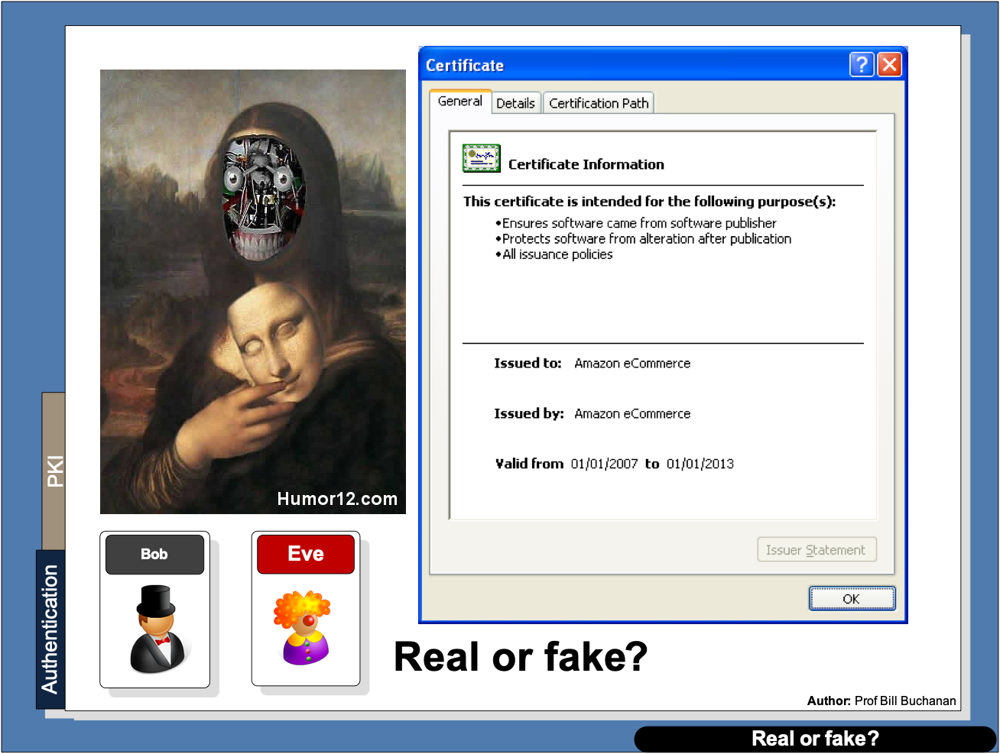 Certificate
General Details Certification Path
Certificate Information
This certificate is intended for the following purpose(s):
•Ensures software came from software publisher
•Protects software from alteration after publication
•All issuance policies
Issued to: Amazon eCommerce
Issued by: Amazon eCommerce
Valid from 01/01/2007 to 01/01/2013
Issuer Statement
OK
Humor12.com
PKI
Authentication
Bob
Eve
Real or fake?
Author: Prof Bill Buchanan
Real or fake?